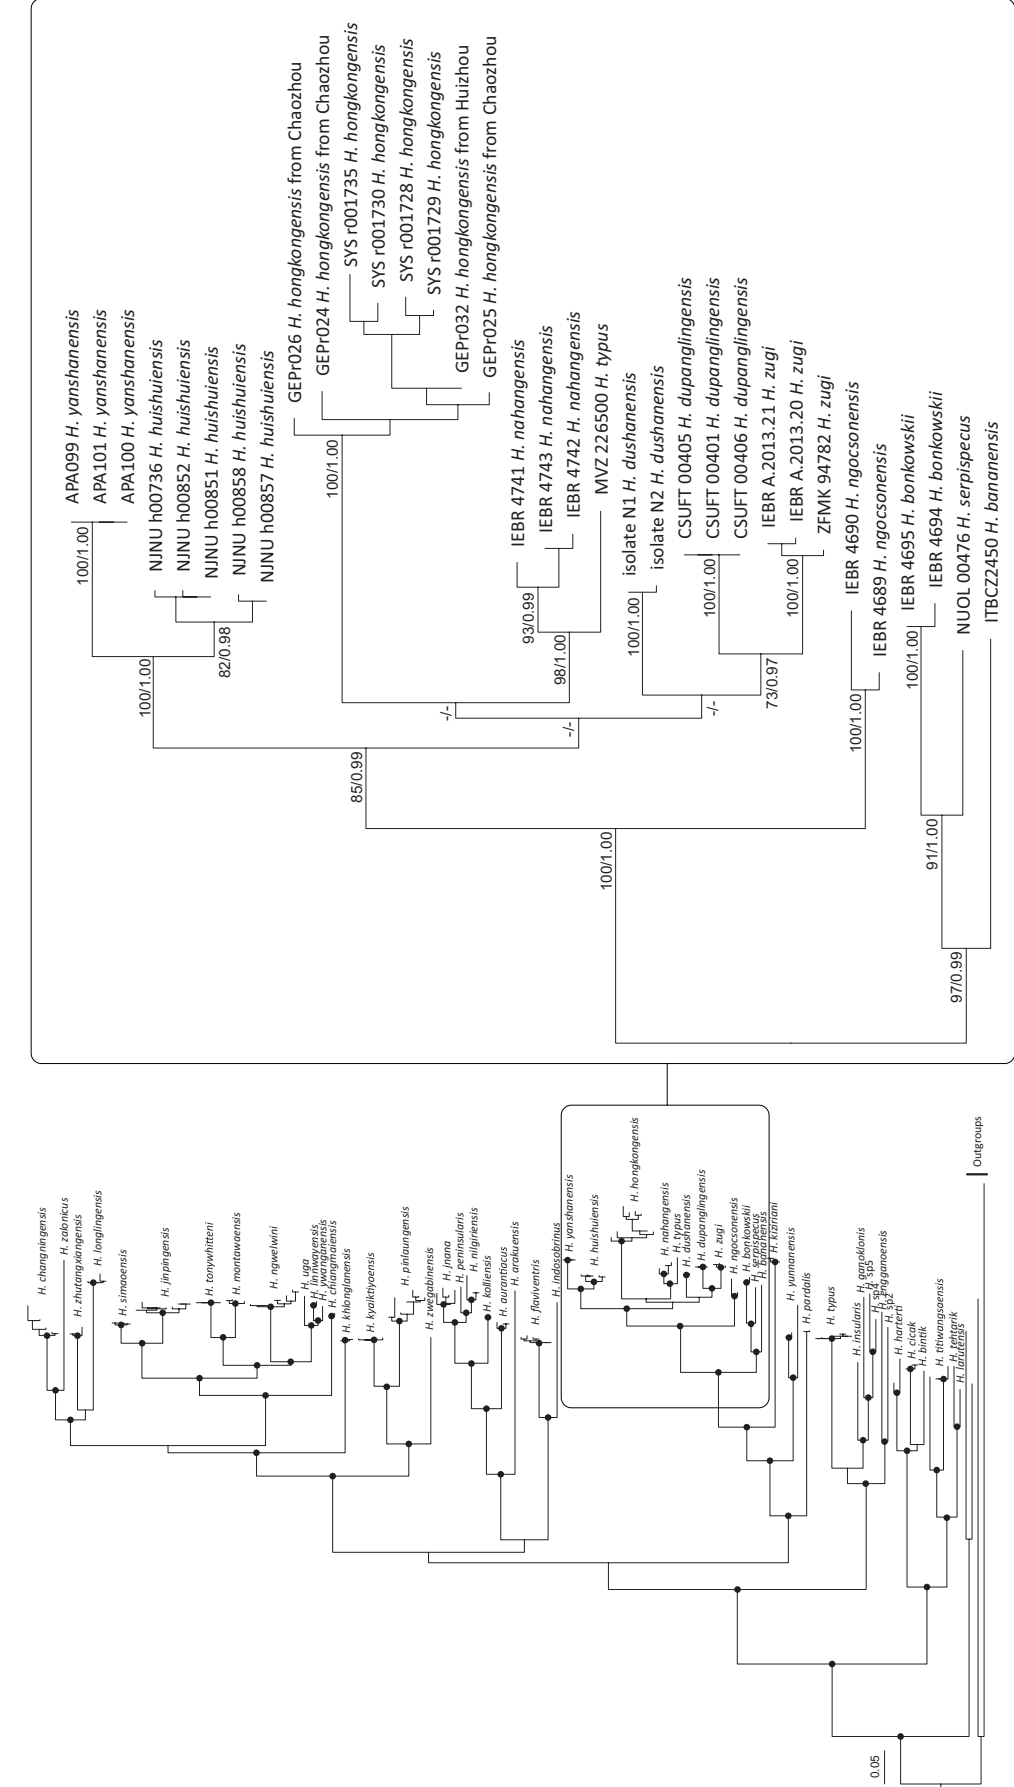 APA099 H. yanshanensis
APA101 H. yanshanensis
APA100 H. yanshanensis
NJNU h00736 H. huishuiensis
NJNU h00852 H. huishuiensis
NJNU h00851 H. huishuiensis
NJNU h00858 H. huishuiensis
NJNU h00857 H. huishuiensis
GEPr026 H. hongkongensis from Chaozhou
GEPr024 H. hongkongensis from Chaozhou
SYS r001735 H. hongkongensis
SYS r001730 H. hongkongensis
SYS r001728 H. hongkongensis
SYS r001729 H. hongkongensis
GEPr032 H. hongkongensis from Huizhou
GEPr025 H. hongkongensis from Chaozhou
IEBR 4741 H. nahangensis
IEBR 4743 H. nahangensis
IEBR 4742 H. nahangensis
MVZ 226500 H. typus
isolate N1 H. dushanensis
isolate N2 H. dushanensis
CSUFT 00405 H. dupanglingensis
CSUFT 00401 H. dupanglingensis
CSUFT 00406 H. dupanglingensis
IEBR A.2013.21 H. zugi
IEBR A.2013.20 H. zugi
ZFMK 94782 H. zugi
IEBR 4690 H. ngocsonensis
IEBR 4689 H. ngocsonensis
IEBR 4695 H. bonkowskii
IEBR 4694 H. bonkowskii
NUOL 00476 H. serpispecus
ITBCZ2450 H. bananensis
100/1.00
100/1.00
82/0.98
100/1.00
93/0.99
98/1.00
-/-
-/-
100/1.00
100/1.00
100/1.00
73/0.97
-/-
85/0.99
100/1.00
100/1.00
100/1.00
91/1.00
97/0.99
H. changningensis
H. zalonicus
H. zhutangxiangensis
H. longlingensis
H. simaoensis
H. jinpingensis
H. tonywhitteni
H. montawaensis
H. ngwelwini
H. uga
H. linnwayensis
H. ywanganensis
H. chiangmaiensis
H. khlonglanensis
H. kyaiktiyoensis
H. pinlaungensis
H. zwegabinensis
H. jnana
H. peninsularis
H. nilgiriensis
H. kolliensis
H. aurantiacus
H. arakuensis
H. flaviventris
H. indosobrinus
H. yanshanensis
H. huishuiensis
H. hongkongensis
H. nahangensis
H. typus
H. dushanensis
H. dupanglingensis
H. zugi
H. ngocsonensis
H. bonkowskii
H. serpispecus
H. banahensis
H. kiziriani
H. yunnanensis
H. pardalis
H. typus
H. insularis
H. ganoklonis
H. sp5
H. sp4
H. engganoensis
H. sp2
H. harterti
H. cicak
H. bintik
H. titiwangsaensis
H. tehtarik
H. larutensis
Outgroups
0.05